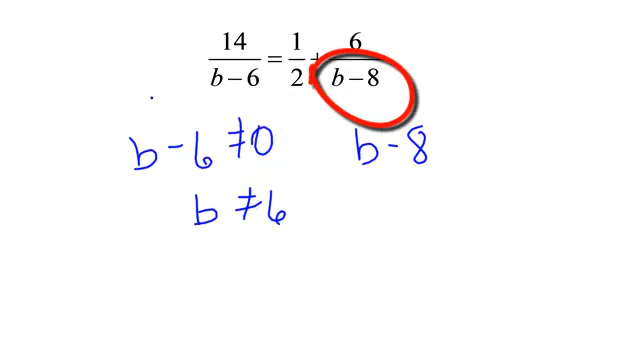 14/(b − 6) = 1/2 + 6/(b − 8)
b - 6 ≠ 0 b - 8
b ≠ 6